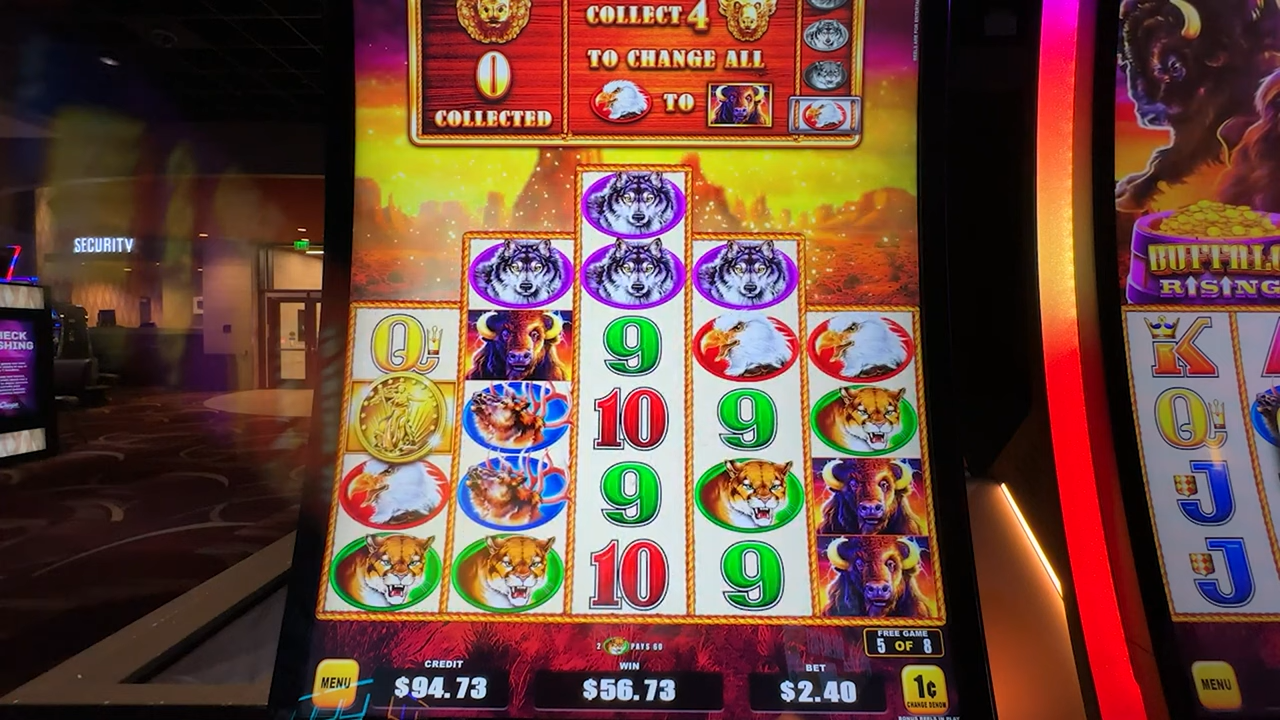 COLLECT 4
TO CHANGE ALL
0
TO
COLLECTED
SECURITY
BUFFALO
RISING
Q
9
10
9
9
10
9
K
Q
J
J
2 PAYS 60
FREE GAME
5 OF 8
CREDIT
WIN
BET
MENU
$94.73
$56.73
$2.40
1¢
CHANGE DENOM
MENU